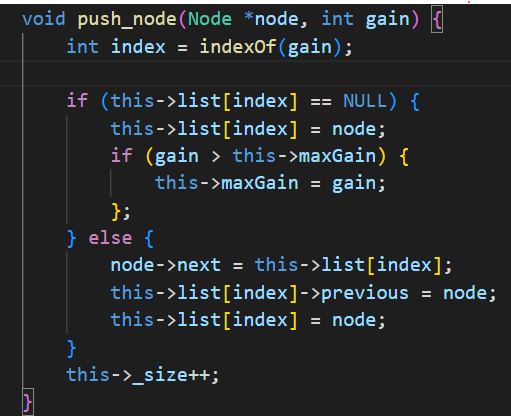 void push_node(Node *node, int gain) {
    int index = indexOf(gain);

    if (this->list[index] == NULL) {
        this->list[index] = node;
        if (gain > this->maxGain) {
            this->maxGain = gain;
        };
    } else {
        node->next = this->list[index];
        this->list[index]->previous = node;
        this->list[index] = node;
    }
    this->_size++;
}